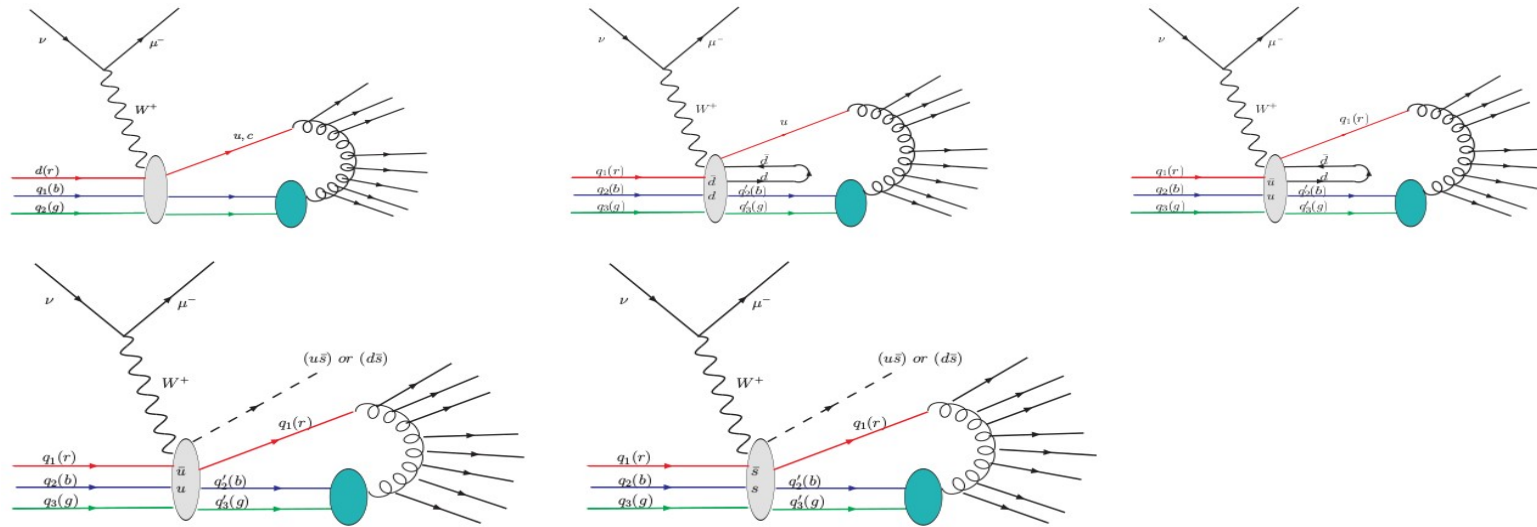 ν μ⁻
W⁺
u, c
d(r)
q₁(b)
q₂(g)
ν μ⁻
W⁺
u
q₁(r) d̄
q₂(b) d̄ d
q₃(g) d q′₂(b)
q′₃(g)
ν μ⁻
W⁺
q₁(r)
q₁(r) d̄
q₂(b) ū d
q₃(g) u q′₂(b)
q′₃(g)
ν μ⁻
W⁺
(us̄) or (ds̄)
q₁(r)
q₁(r) ū
q₂(b) u q′₂(b)
q₃(g) q′₃(g)
ν μ⁻
W⁺
(us̄) or (ds̄)
q₁(r)
q₁(r) s̄
q₂(b) s q′₂(b)
q₃(g) q′₃(g)